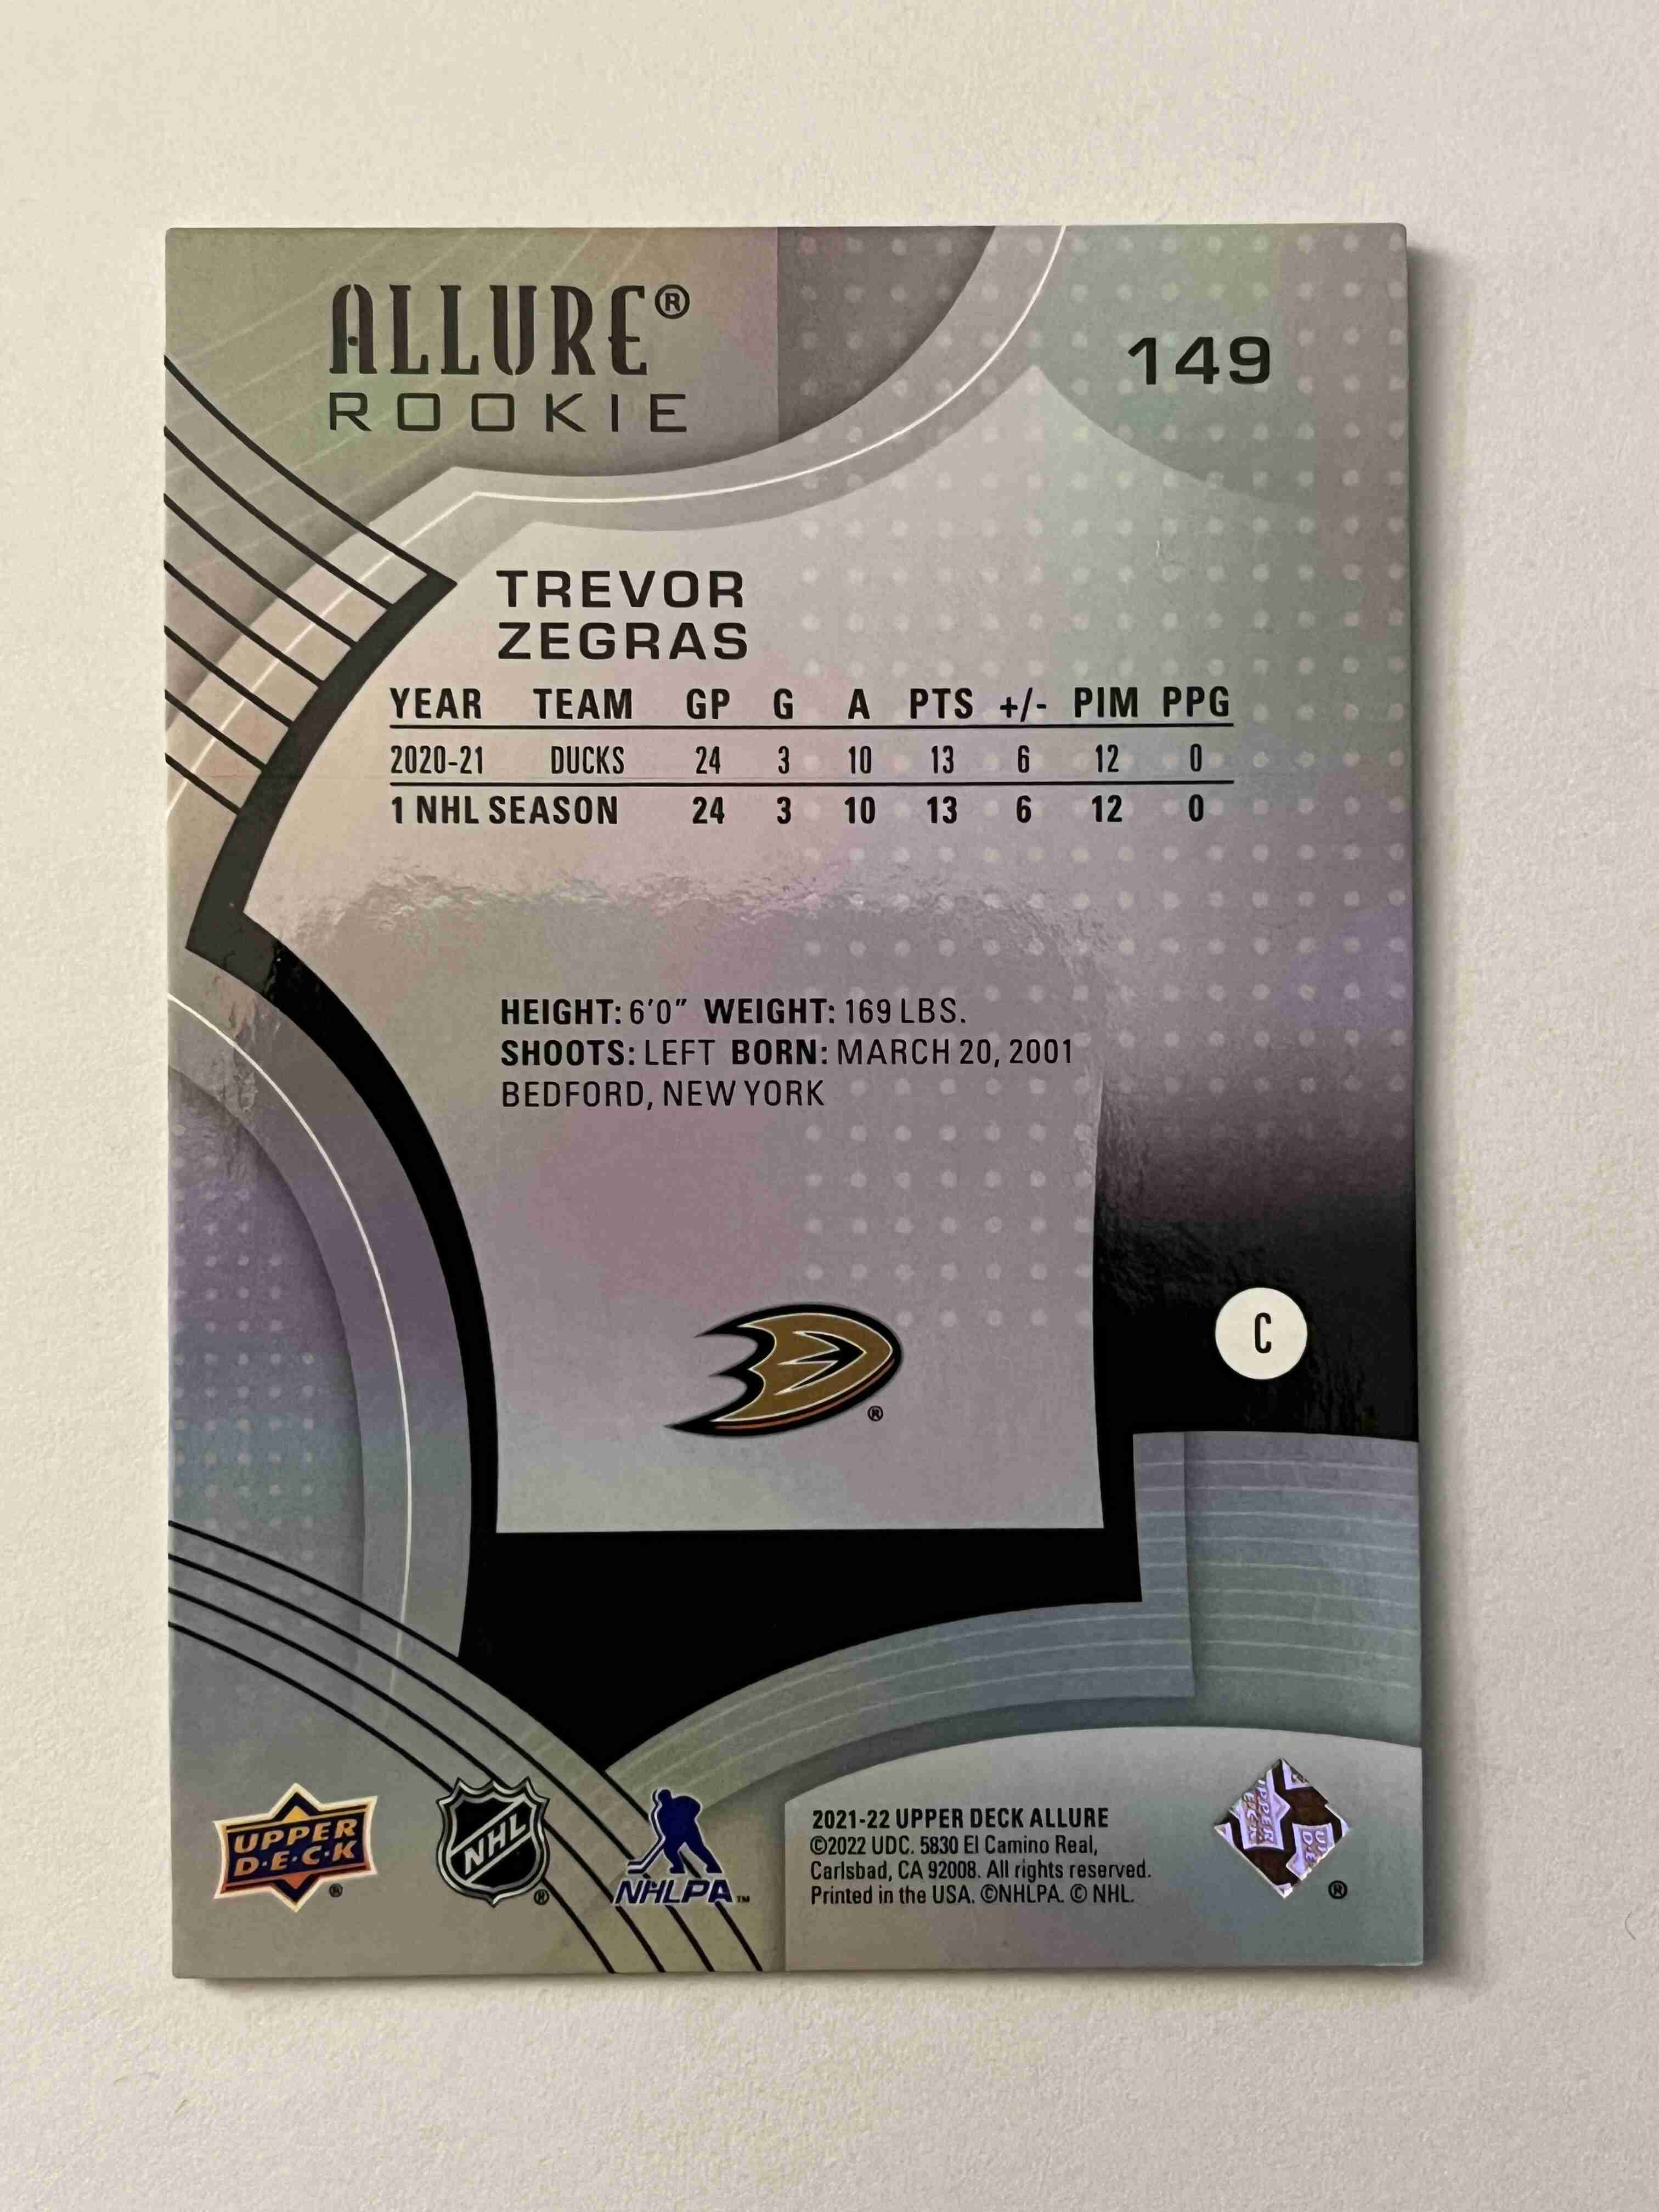 ALLURE®
ROOKIE
149
TREVOR
ZEGRAS
YEAR TEAM GP G A PTS +/- PIM PPG
2020-21 DUCKS 24 3 10 13 6 12 0
1 NHL SEASON 24 3 10 13 6 12 0
HEIGHT: 6'0" WEIGHT: 169 LBS.
SHOOTS: LEFT BORN: MARCH 20, 2001
BEDFORD, NEW YORK
®
C
UPPER
D·E·C·K
®
NHL
®
NHLPA™
2021-22 UPPER DECK ALLURE
©2022 UDC. 5830 El Camino Real,
Carlsbad, CA 92008. All rights reserved.
Printed in the USA. ©NHLPA. © NHL.
®